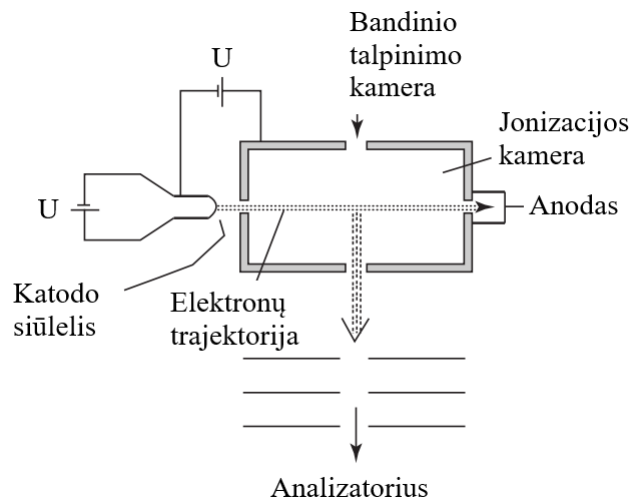 Bandinio
talpinimo
kamera
U
Jonizacijos
kamera
U
Anodas
Katodo
siūlelis
Elektronų
trajektorija
Analizatorius